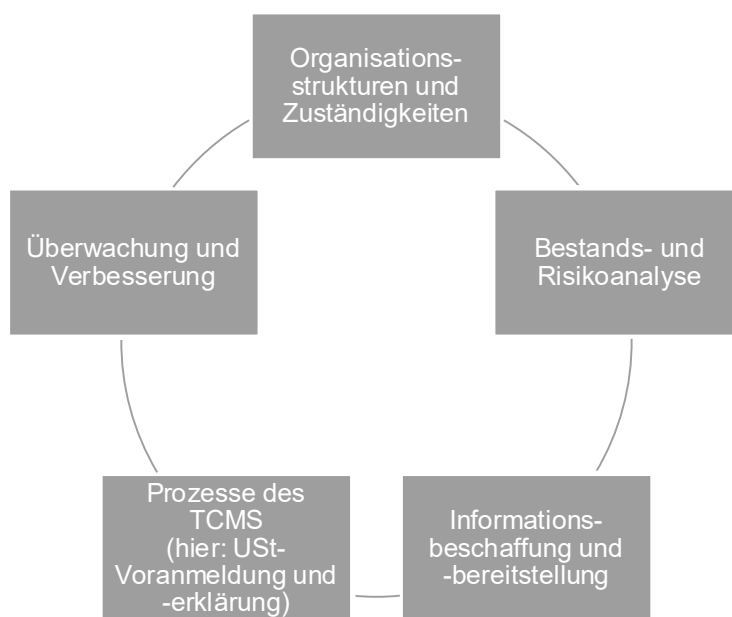 Organisations-
strukturen und
Zuständigkeiten
Bestands- und
Risikoanalyse
Informations-
beschaffung und
-bereitstellung
Prozesse des
TCMS
(hier: USt-
Voranmeldung und
-erklärung)
Überwachung und
Verbesserung